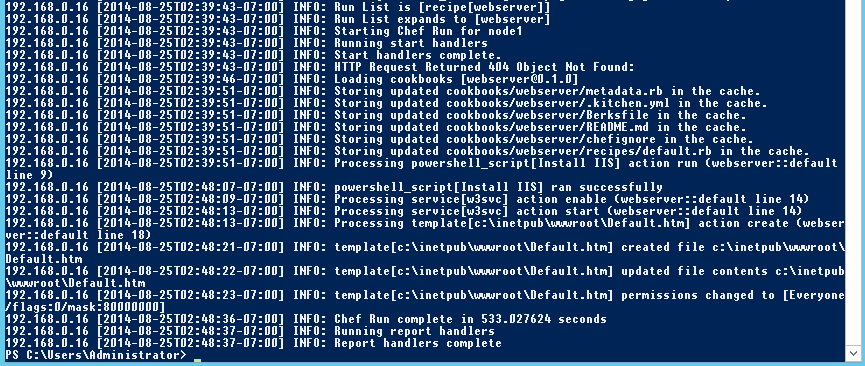 192.168.0.16 [2014-08-25T02:39:43-07:00] INFO: Run List is [recipe[webserver]]
192.168.0.16 [2014-08-25T02:39:43-07:00] INFO: Run List expands to [webserver]
192.168.0.16 [2014-08-25T02:39:43-07:00] INFO: Starting Chef Run for node1
192.168.0.16 [2014-08-25T02:39:43-07:00] INFO: Running start handlers
192.168.0.16 [2014-08-25T02:39:43-07:00] INFO: Start handlers complete.
192.168.0.16 [2014-08-25T02:39:43-07:00] INFO: HTTP Request Returned 404 Object Not Found:
192.168.0.16 [2014-08-25T02:39:46-07:00] INFO: Loading cookbooks [webserver@0.1.0]
192.168.0.16 [2014-08-25T02:39:51-07:00] INFO: Storing updated cookbooks/webserver/metadata.rb in the cache.
192.168.0.16 [2014-08-25T02:39:51-07:00] INFO: Storing updated cookbooks/webserver/.kitchen.yml in the cache.
192.168.0.16 [2014-08-25T02:39:51-07:00] INFO: Storing updated cookbooks/webserver/Berksfile in the cache.
192.168.0.16 [2014-08-25T02:39:51-07:00] INFO: Storing updated cookbooks/webserver/README.md in the cache.
192.168.0.16 [2014-08-25T02:39:51-07:00] INFO: Storing updated cookbooks/webserver/chefignore in the cache.
192.168.0.16 [2014-08-25T02:39:51-07:00] INFO: Storing updated cookbooks/webserver/recipes/default.rb in the cache.
192.168.0.16 [2014-08-25T02:39:51-07:00] INFO: Processing powershell_script[Install IIS] action run (webserver::default
line 9)
192.168.0.16 [2014-08-25T02:48:07-07:00] INFO: powershell_script[Install IIS] ran successfully
192.168.0.16 [2014-08-25T02:48:09-07:00] INFO: Processing service[w3svc] action enable (webserver::default line 14)
192.168.0.16 [2014-08-25T02:48:13-07:00] INFO: Processing service[w3svc] action start (webserver::default line 14)
192.168.0.16 [2014-08-25T02:48:13-07:00] INFO: Processing template[c:\inetpub\wwwroot\Default.htm] action create (webser
ver::default line 18)
192.168.0.16 [2014-08-25T02:48:21-07:00] INFO: template[c:\inetpub\wwwroot\Default.htm] created file c:\inetpub\wwwroot\
Default.htm
192.168.0.16 [2014-08-25T02:48:22-07:00] INFO: template[c:\inetpub\wwwroot\Default.htm] updated file contents c:\inetpub
\wwwroot\Default.htm
192.168.0.16 [2014-08-25T02:48:23-07:00] INFO: template[c:\inetpub\wwwroot\Default.htm] permissions changed to [Everyone
/flags:0/mask:80000000]
192.168.0.16 [2014-08-25T02:48:36-07:00] INFO: Chef Run complete in 533.027624 seconds
192.168.0.16 [2014-08-25T02:48:37-07:00] INFO: Running report handlers
192.168.0.16 [2014-08-25T02:48:37-07:00] INFO: Report handlers complete
PS C:\Users\Administrator> _